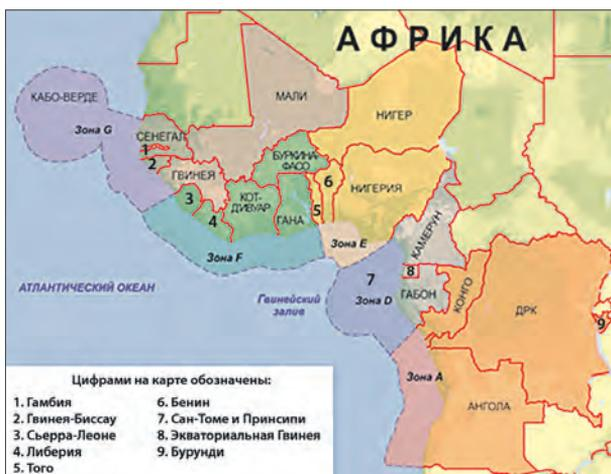 АФРИКА
КАБО-ВЕРДЕ
Зона G
СЕНЕГАЛ
МАЛИ
НИГЕР
1
2
ГВИНЕЯ
БУРКИНА-
ФАСО
6
НИГЕРИЯ
3
4
КОТ-
ДИВУАР
ГАНА
5
Зона F
Зона E
КАМЕРУН
АТЛАНТИЧЕСКИЙ ОКЕАН
Гвинейский
залив
7
Зона D
8
ГАБОН
КОНГО
ДРК
9
Зона A
АНГОЛА
Цифрами на карте обозначены:
1. Гамбия
2. Гвинея-Биссау
3. Сьерра-Леоне
4. Либерия
5. Того
6. Бенин
7. Сан-Томе и Принсипи
8. Экваториальная Гвинея
9. Бурунди